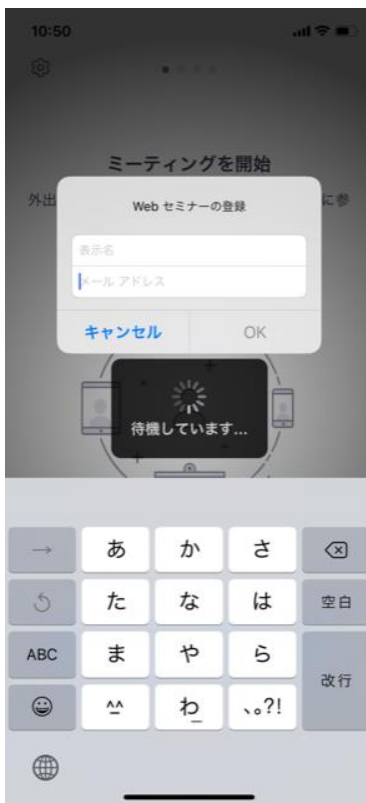 10:50
ミーティングを開始
外出
に参
Web セミナーの登録
表示名
メール アドレス
キャンセル
OK
待機しています...
→ あ か さ
た な は 空白
ABC ま や ら
改行
^^ わ_ 、。?!